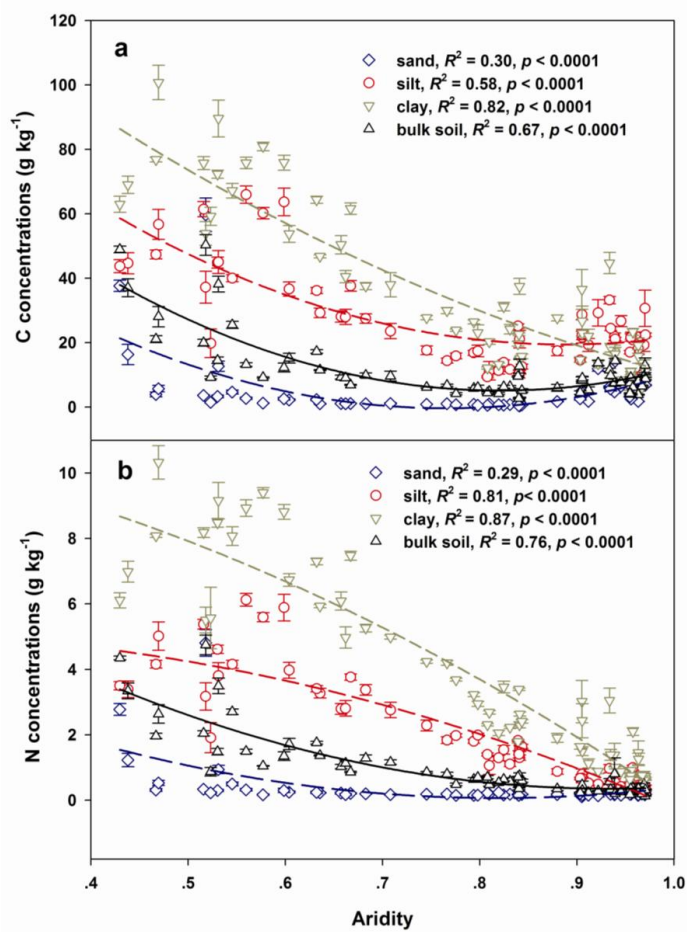 120
100
80
60
40
20
0
C concentrations (g kg⁻¹)
a
sand, R² = 0.30, p < 0.0001
silt, R² = 0.58, p < 0.0001
clay, R² = 0.82, p < 0.0001
bulk soil, R² = 0.67, p < 0.0001
10
8
6
4
2
0
N concentrations (g kg⁻¹)
b
sand, R² = 0.29, p < 0.0001
silt, R² = 0.81, p< 0.0001
clay, R² = 0.87, p < 0.0001
bulk soil, R² = 0.76, p < 0.0001
.4 .5 .6 .7 .8 .9 1.0
Aridity